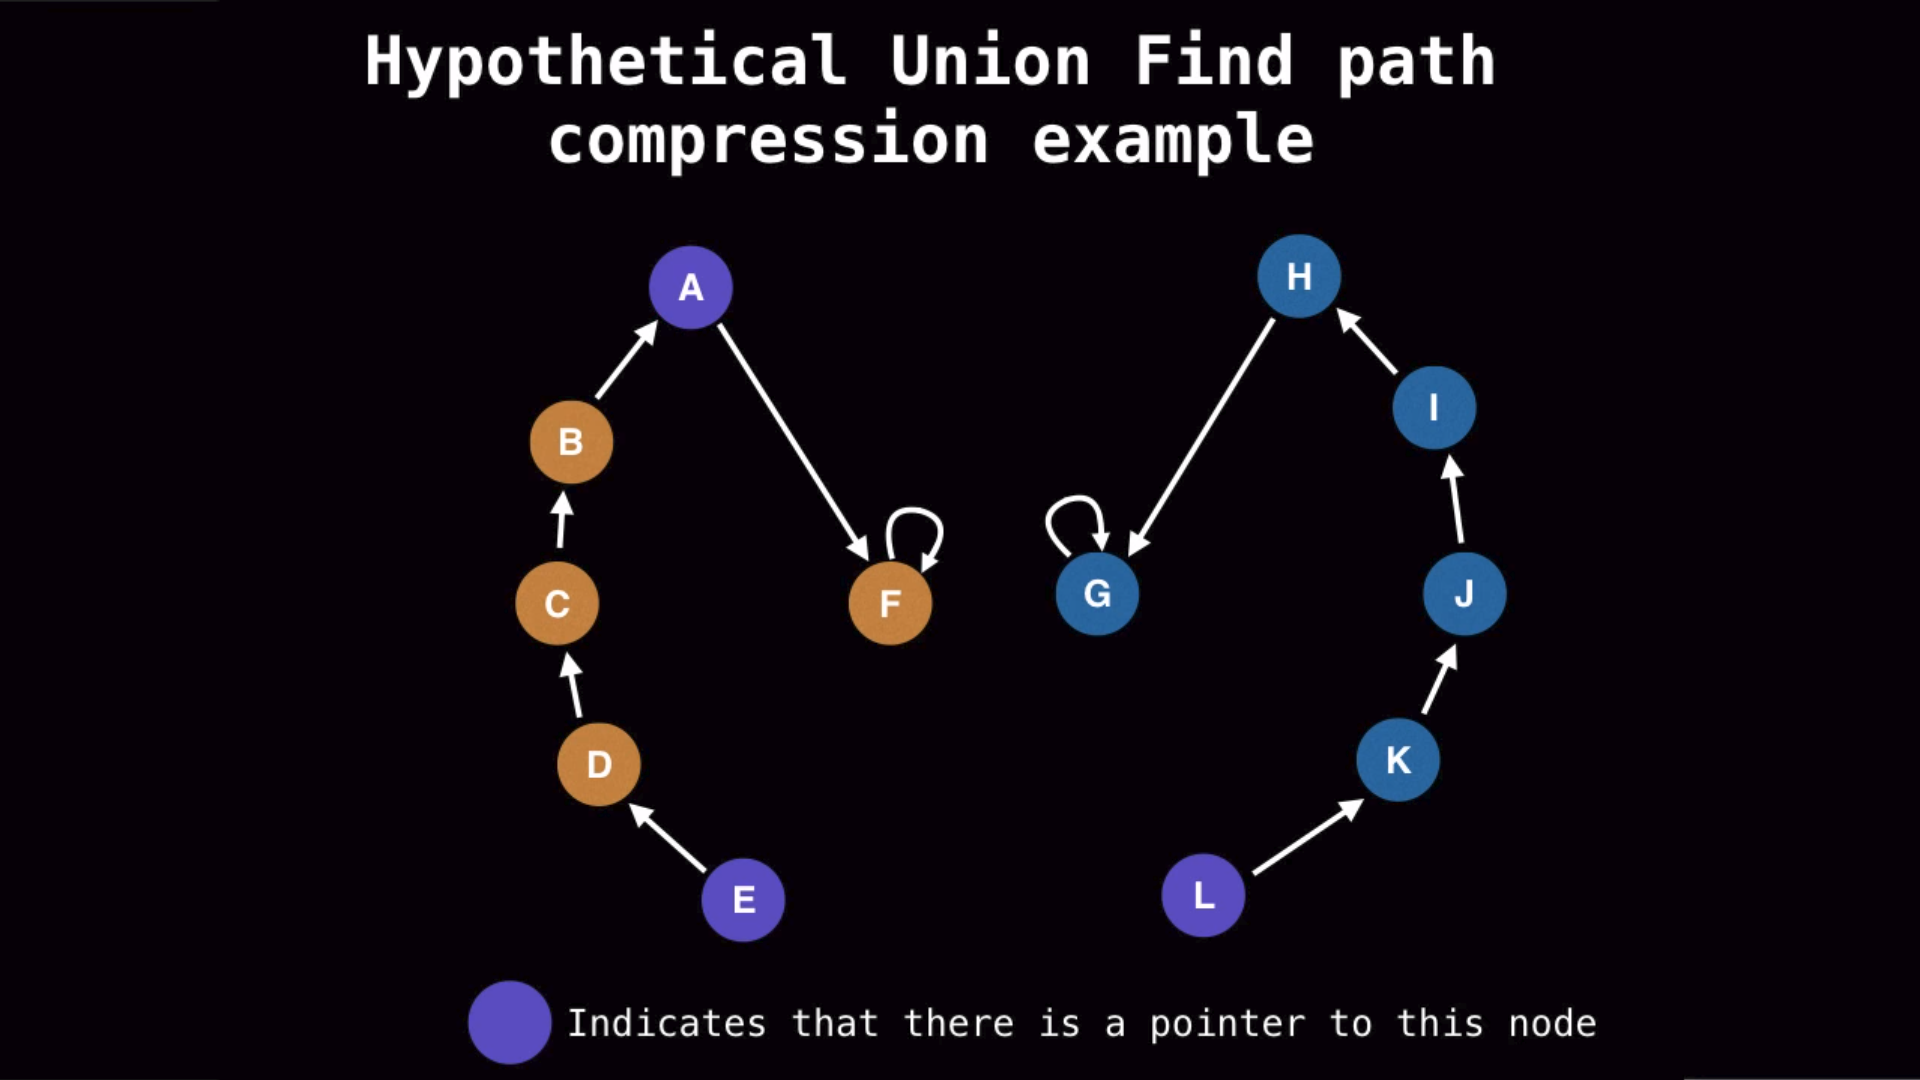 Hypothetical Union Find path
compression example
A
H
B
I
C
F
G
J
D
K
E
L
Indicates that there is a pointer to this node